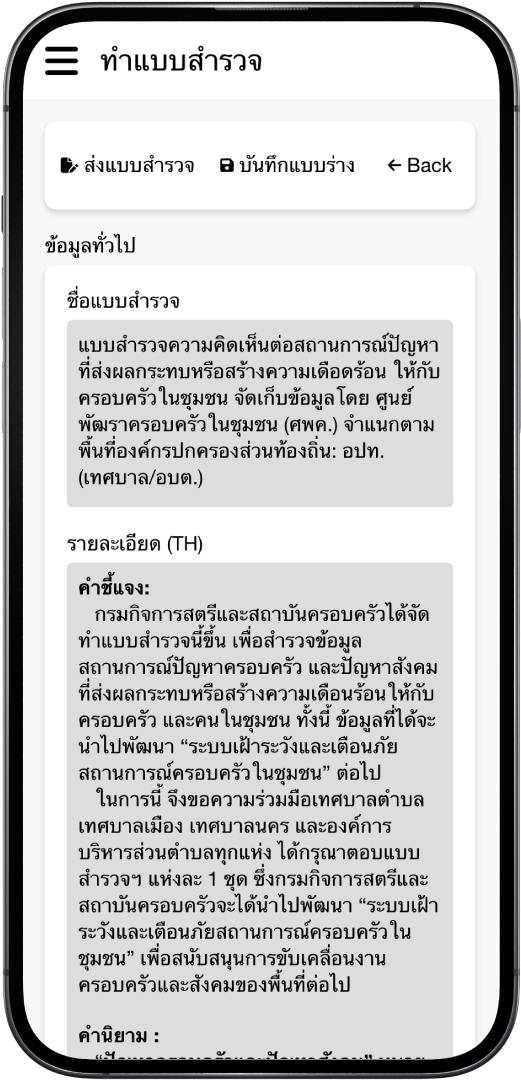 ทำแบบสำรวจ
ส่งแบบสำรวจ บันทึกแบบร่าง Back
ข้อมูลทั่วไป
ชื่อแบบสำรวจ
แบบสำรวจความคิดเห็นต่อสถานการณ์ปัญหา
ที่ส่งผลกระทบหรือสร้างความเดือดร้อน ให้กับ
ครอบครัวในชุมชน จัดเก็บข้อมูลโดย ศูนย์
พัฒราครอบครัวในชุมชน (ศพค.) จำแนกตาม
พื้นที่องค์กรปกครองส่วนท้องถิ่น: อปท.
(เทศบาล/อบต.)
รายละเอียด (TH)
คำชี้แจง:
กรมกิจการสตรีและสถาบันครอบครัวได้จัด
ทำแบบสำรวจนี้ขึ้น เพื่อสำรวจข้อมูล
สถานการณ์ปัญหาครอบครัว และปัญหาสังคม
ที่ส่งผลกระทบหรือสร้างความเดือนร้อนให้กับ
ครอบครัว และคนในชุมชน ทั้งนี้ ข้อมูลที่ได้จะ
นำไปพัฒนา “ระบบเฝ้าระวังและเตือนภัย
สถานการณ์ครอบครัวในชุมชน” ต่อไป
ในการนี้ จึงขอความร่วมมือเทศบาลตำบล
เทศบาลเมือง เทศบาลนคร และองค์การ
บริหารส่วนตำบลทุกแห่ง ได้กรุณาตอบแบบ
สำรวจฯ แห่งละ 1 ชุด ซึ่งกรมกิจการสตรีและ
สถาบันครอบครัวจะได้นำไปพัฒนา “ระบบเฝ้า
ระวังและเตือนภัยสถานการณ์ครอบครัวใน
ชุมชน” เพื่อสนับสนุนการขับเคลื่อนงาน
ครอบครัวและสังคมของพื้นที่ต่อไป
คำนิยาม :